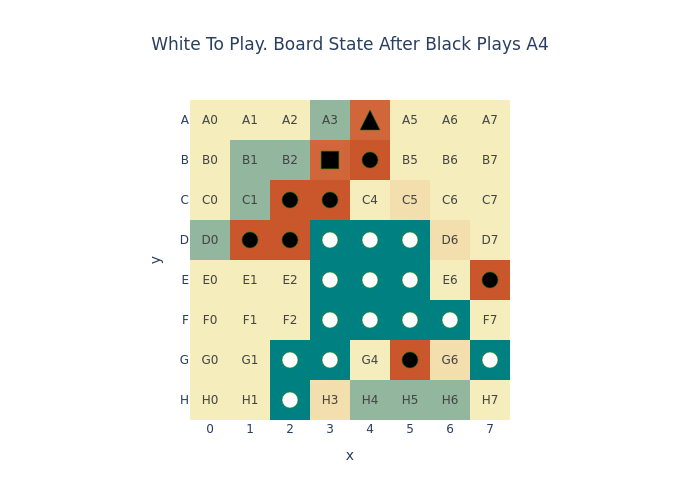 White To Play. Board State After Black Plays A4
A A0 A1 A2 A3 A5 A6 A7
B B0 B1 B2 B5 B6 B7
C C0 C1 C4 C5 C6 C7
D D0 D6 D7
E E0 E1 E2 E6
F F0 F1 F2 F7
G G0 G1 G4 G6
H H0 H1 H3 H4 H5 H6 H7
0 1 2 3 4 5 6 7
x
y